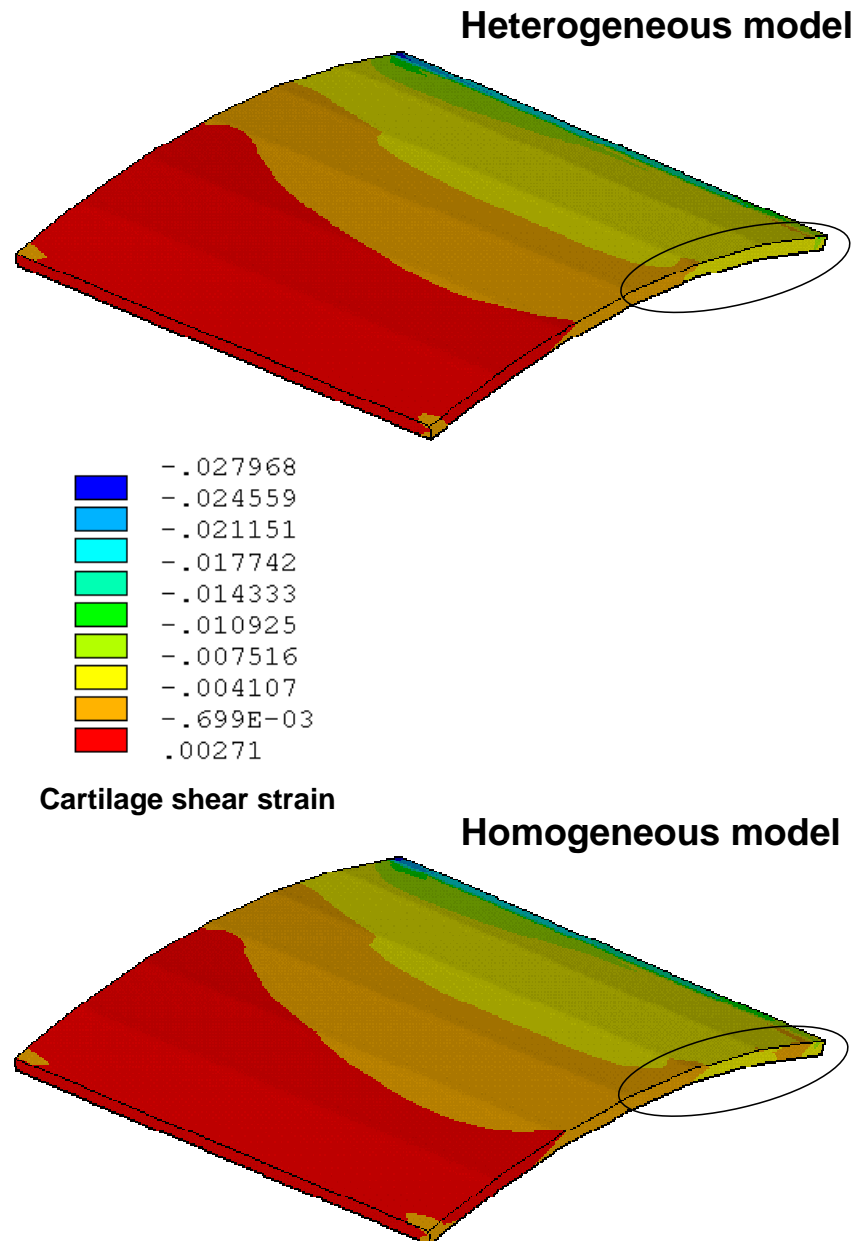 Heterogeneous model
-.027968
-.024559
-.021151
-.017742
-.014333
-.010925
-.007516
-.004107
-.699E-03
.00271
Cartilage shear strain
Homogeneous model